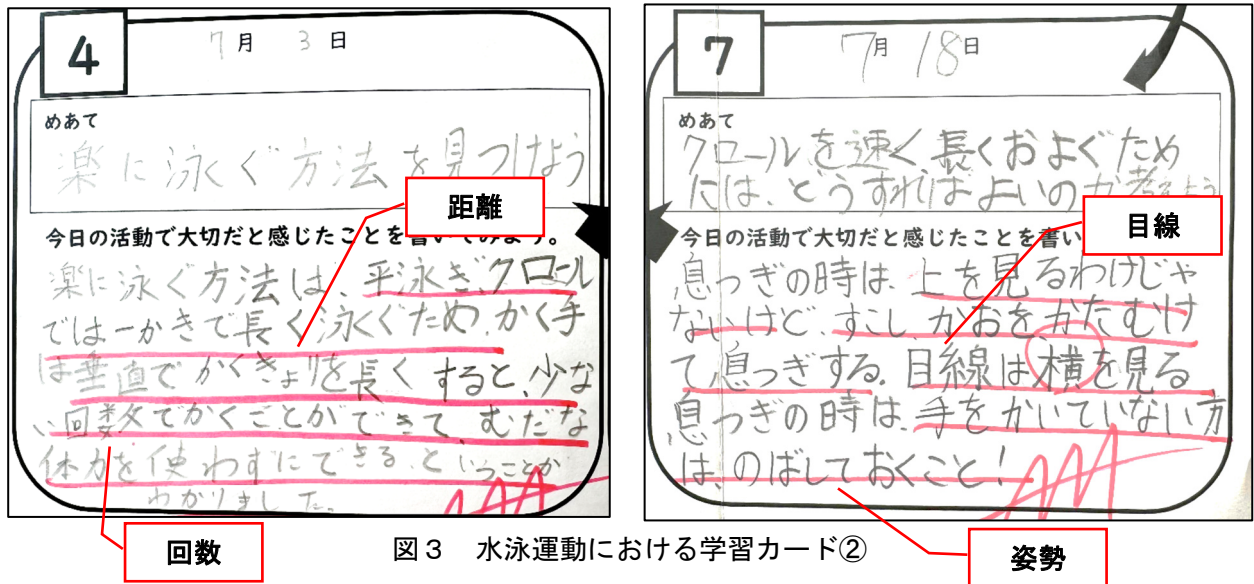 4
7月 3日
めあて
楽に泳ぐ方法を見つけよう
距離
今日の活動で大切だと感じたことを書いてみよう。
楽に泳ぐ方法は、平泳ぎ、クロール
では一かきで長く泳ぐため、かく手
は垂直でかくきょりを長くすると、少な
い回数でかくことができて、むだな
体力を使わずにできる、ということが
わかりました。
回数
7
7月 18日
めあて
クロールを速く長くおよぐため
には、どうすればよいのか考えよう
目線
今日の活動で大切だと感じたことを書い
息つぎの時は、上を見るわけじゃ
ないけど、すこしかおをかたむけ
て息つぎする。目線は横を見る。
息つぎの時は、手をかいていない方
は、のばしておくこと!
姿勢
図3 水泳運動における学習カード②